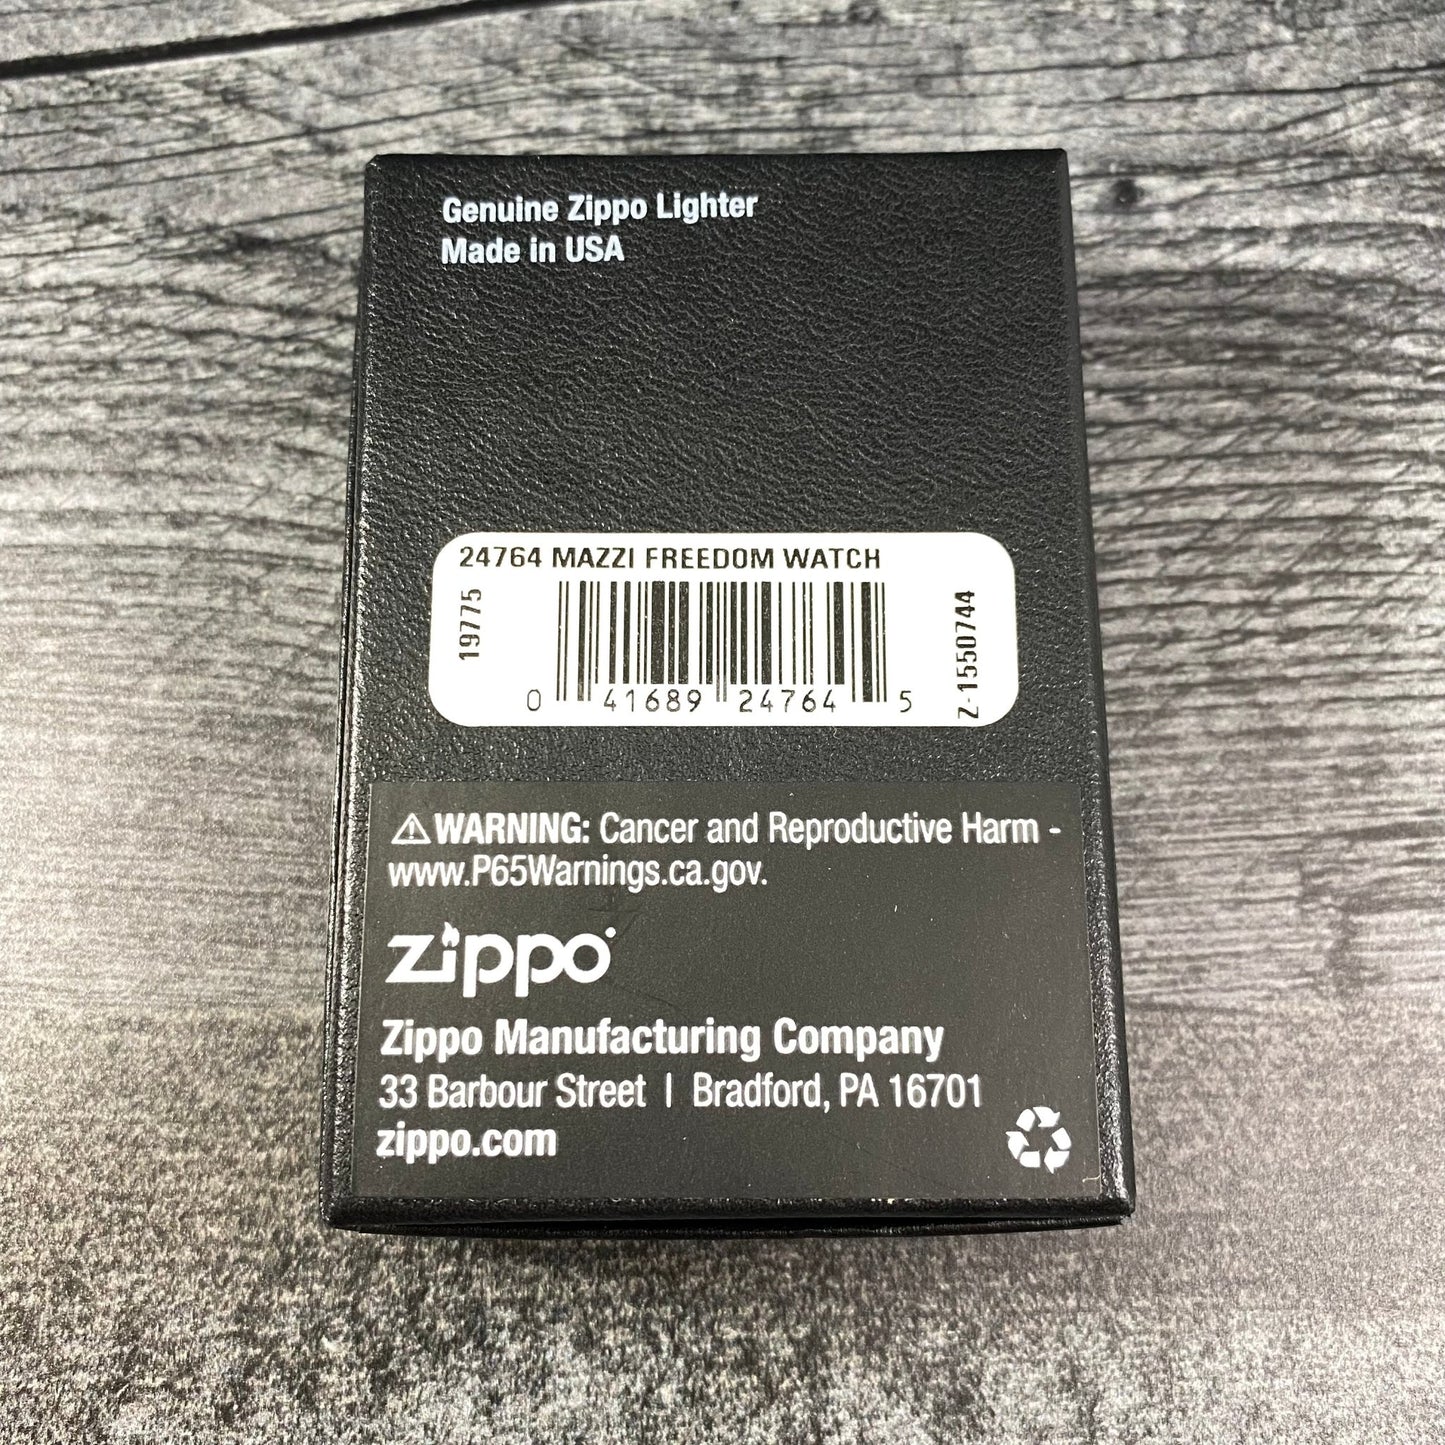 Genuine Zippo Lighter
Made in USA
24764 MAZZI FREEDOM WATCH
19775
0 41689 24764 5
Z-1550744
⚠ WARNING: Cancer and Reproductive Harm -
www.P65Warnings.ca.gov.
zippo
Zippo Manufacturing Company
33 Barbour Street | Bradford, PA 16701
zippo.com